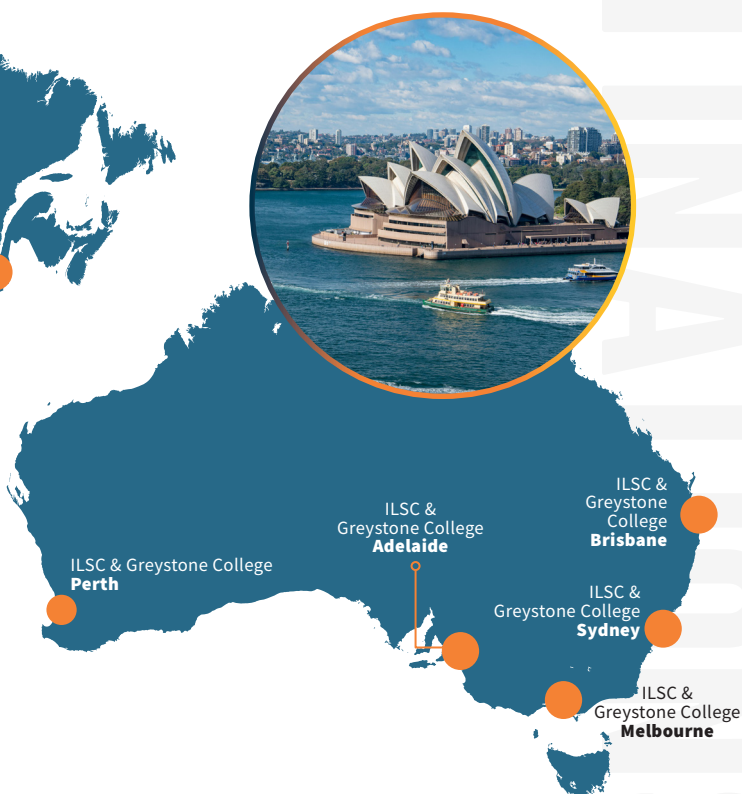 ILSC &
Greystone
College
Brisbane
ILSC &
Greystone College
Adelaide
ILSC & Greystone College
Perth
ILSC &
Greystone College
Sydney
ILSC &
Greystone College
Melbourne